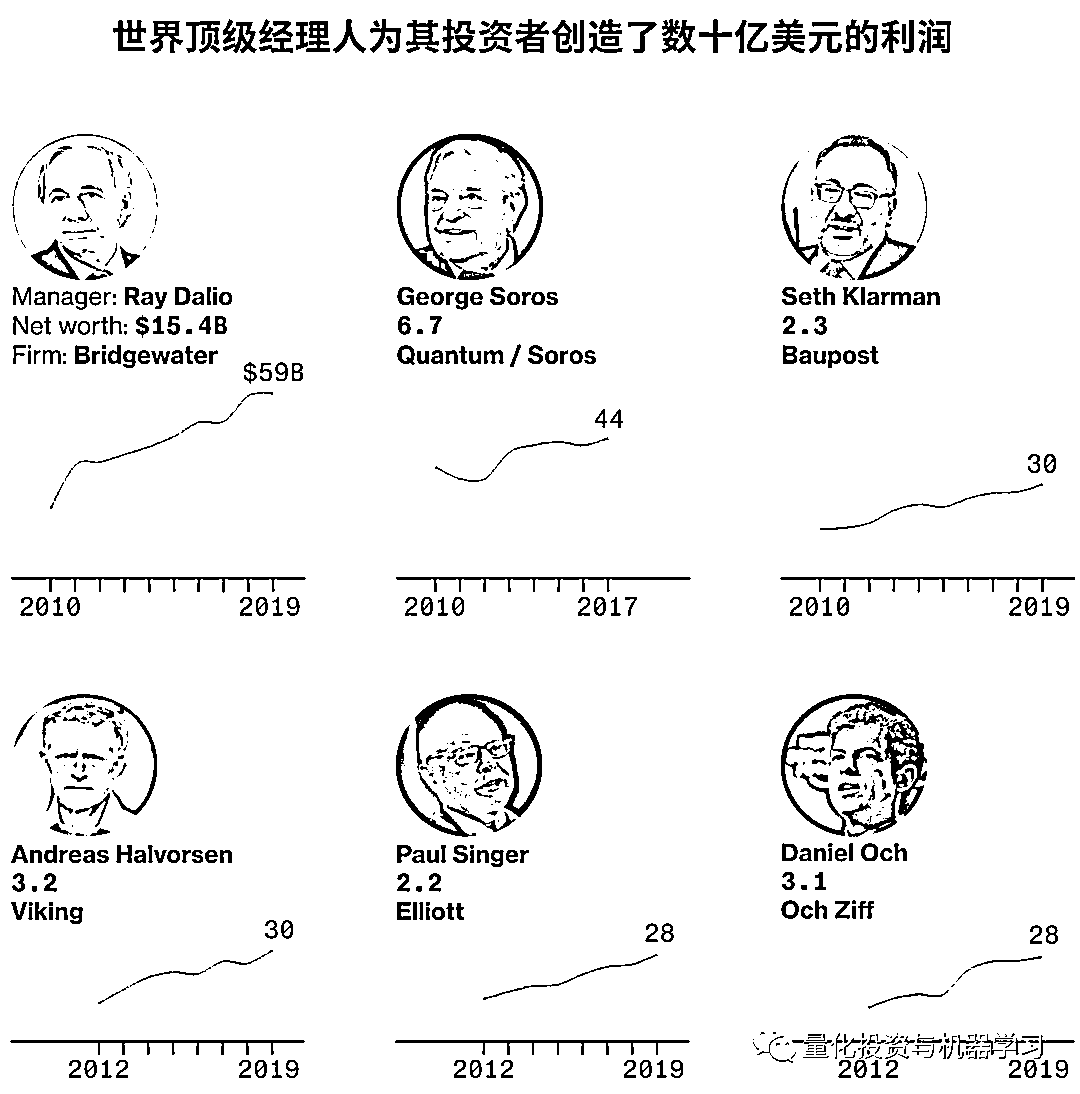 世界顶级经理人为其投资者创造了数十亿美元的利润
Manager: Ray Dalio
Net worth: $15.4B
Firm: Bridgewater
$59B
2010
2019
George Soros
6.7
Quantum / Soros
44
2010
2017
Seth Klarman
2.3
Baupost
30
2010
2019
Andreas Halvorsen
3.2
Viking
30
2012
2019
Paul Singer
2.2
Elliott
28
2012
2019
Daniel Och
3.1
Och Ziff
28
量化投资与机器学习
2012
2019